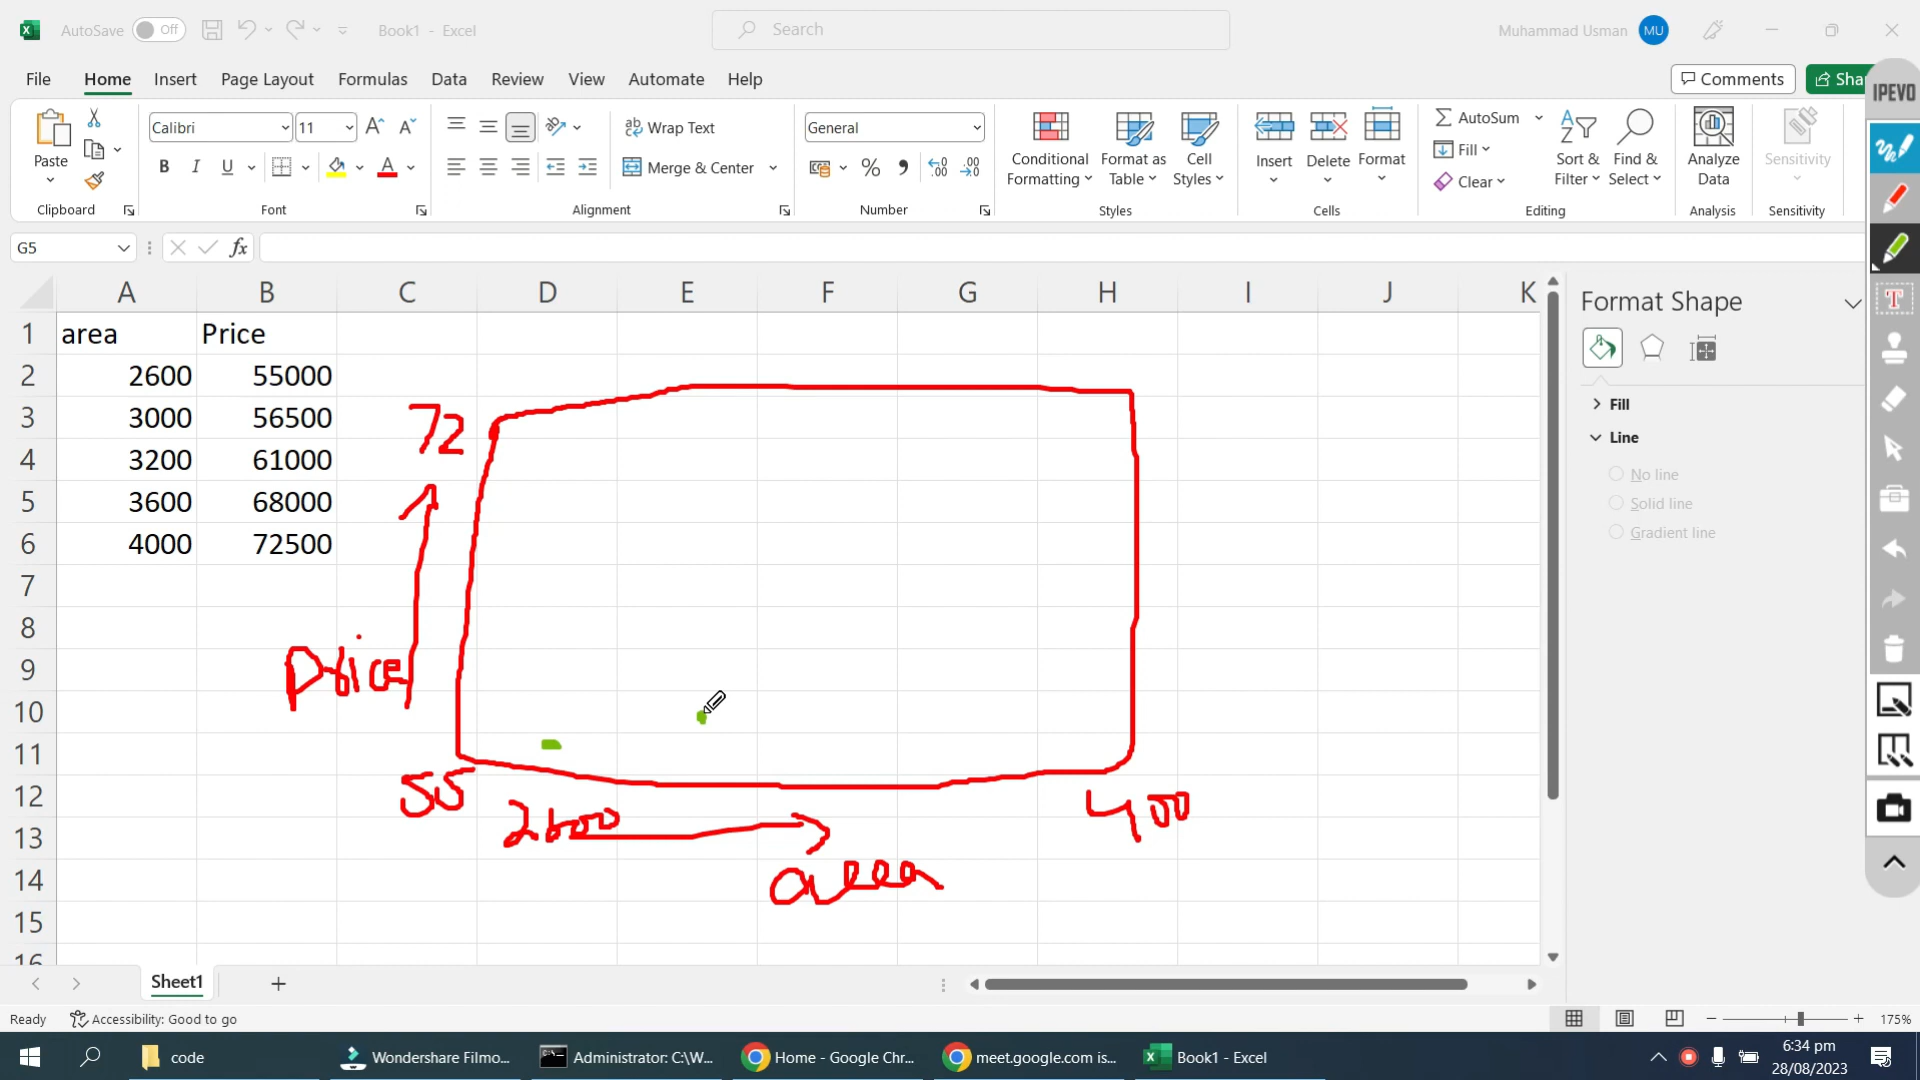 AutoSave Off Book1 - Excel Search Muhammad Usman MU
File Home Insert Page Layout Formulas Data Review View Automate Help Comments Shar
IPEVO
Paste
Clipboard
Calibri 11
B I U A
Font
Wrap Text
Merge & Center
Alignment
General
% , .00
Number
Conditional Formatting
Format as Table
Cell Styles
Styles
Insert Delete Format
Cells
AutoSum
Fill
Clear
Sort & Filter
Find & Select
Editing
Analyze Data
Analysis
Sensitivity
Sensitivity
G5 fx
A B C D E F G H I J K
1 area Price
2 2600 55000
3 3000 56500
4 3200 61000
5 3600 68000
6 4000 72500
7
8
9
10
11
12
13
14
15
16
72
Price
55
2600
400
area
Format Shape
Fill
Line
No line
Solid line
Gradient line
T
Sheet1
Ready Accessibility: Good to go 175%
code Wondershare Filmo... Administrator: C:\W... Home - Google Chr... meet.google.com is... Book1 - Excel
6:34 pm
28/08/2023